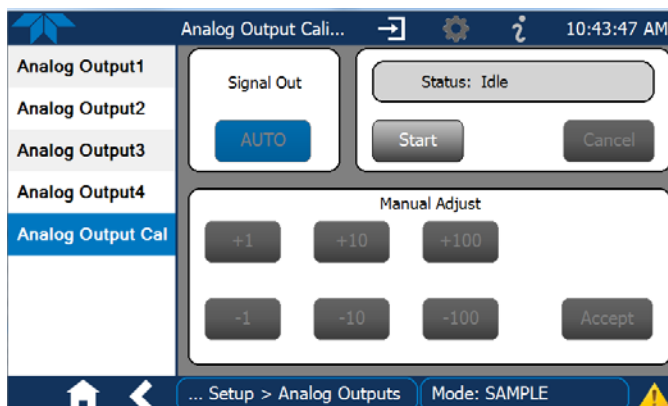 Analog Output Cali... 10:43:47 AM
Analog Output1
Analog Output2
Analog Output3
Analog Output4
Analog Output Cal
Signal Out
AUTO
Status: Idle
Start Cancel
Manual Adjust
+1 +10 +100
-1 -10 -100 Accept
... Setup > Analog Outputs Mode: SAMPLE